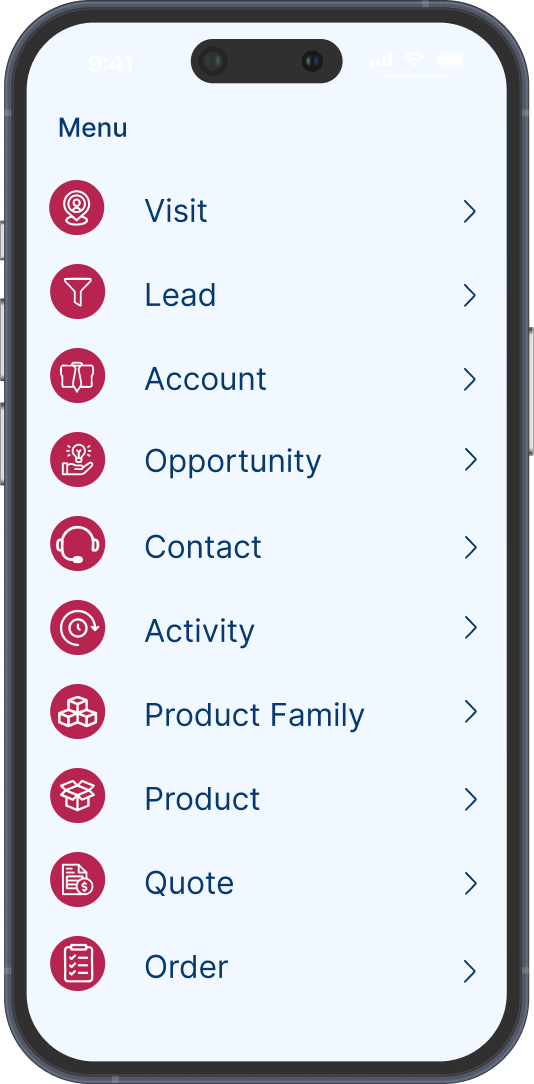 9:41
Menu
Visit
Lead
Account
Opportunity
Contact
Activity
Product Family
Product
Quote
Order